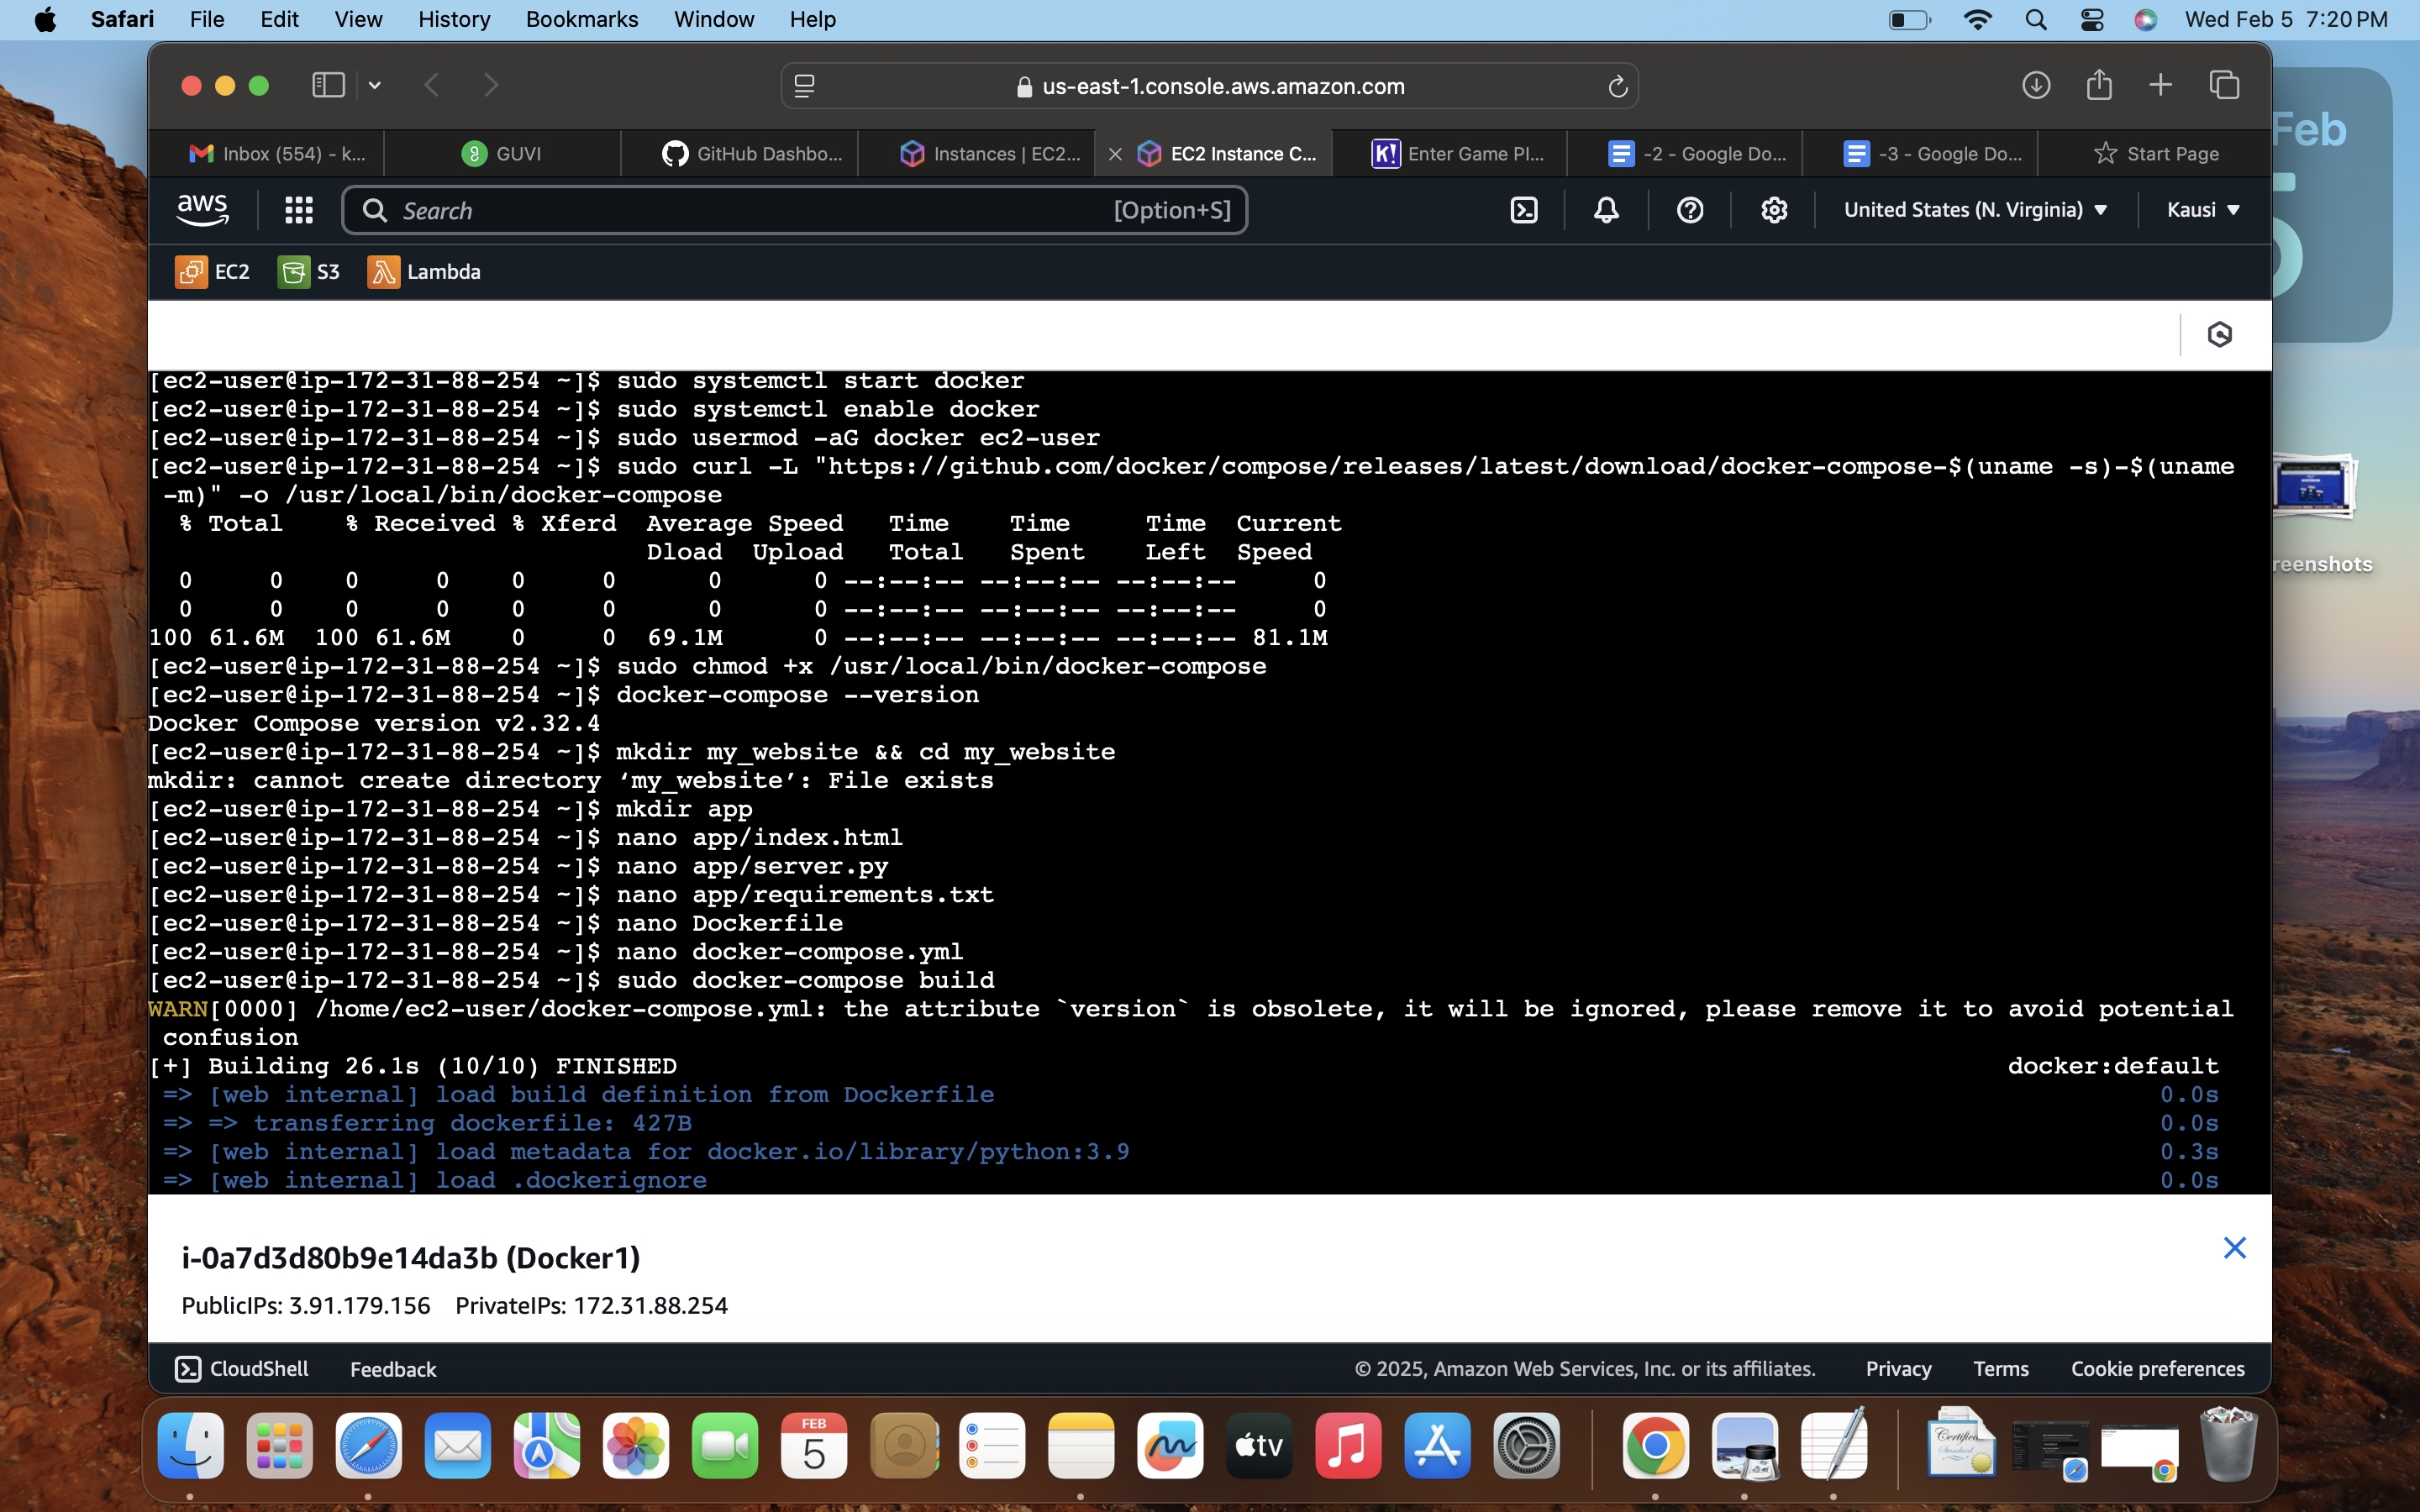 Safari File Edit View History Bookmarks Window Help Wed Feb 5 7:20 PM
us-east-1.console.aws.amazon.com
Inbox (554) - k... GUVI GitHub Dashbo... Instances | EC2... EC2 Instance C... K! Enter Game PI... -2 - Google Do... -3 - Google Do... Start Page
Feb
5
aws Search [Option+S] United States (N. Virginia) Kausi
EC2 S3 Lambda
[ec2-user@ip-172-31-88-254 ~]$ sudo systemctl start docker
[ec2-user@ip-172-31-88-254 ~]$ sudo systemctl enable docker
[ec2-user@ip-172-31-88-254 ~]$ sudo usermod -aG docker ec2-user
[ec2-user@ip-172-31-88-254 ~]$ sudo curl -L "https://github.com/docker/compose/releases/latest/download/docker-compose-$(uname -s)-$(uname
-m)" -o /usr/local/bin/docker-compose
% Total % Received % Xferd Average Speed Time Time Time Current
Dload Upload Total Spent Left Speed
0 0 0 0 0 0 0 0 --:--:-- --:--:-- --:--:-- 0
0 0 0 0 0 0 0 0 --:--:-- --:--:-- --:--:-- 0
100 61.6M 100 61.6M 0 0 69.1M 0 --:--:-- --:--:-- --:--:-- 81.1M
[ec2-user@ip-172-31-88-254 ~]$ sudo chmod +x /usr/local/bin/docker-compose
[ec2-user@ip-172-31-88-254 ~]$ docker-compose --version
Docker Compose version v2.32.4
[ec2-user@ip-172-31-88-254 ~]$ mkdir my_website && cd my_website
mkdir: cannot create directory ‘my_website’: File exists
[ec2-user@ip-172-31-88-254 ~]$ mkdir app
[ec2-user@ip-172-31-88-254 ~]$ nano app/index.html
[ec2-user@ip-172-31-88-254 ~]$ nano app/server.py
[ec2-user@ip-172-31-88-254 ~]$ nano app/requirements.txt
[ec2-user@ip-172-31-88-254 ~]$ nano Dockerfile
[ec2-user@ip-172-31-88-254 ~]$ nano docker-compose.yml
[ec2-user@ip-172-31-88-254 ~]$ sudo docker-compose build
WARN[0000] /home/ec2-user/docker-compose.yml: the attribute `version` is obsolete, it will be ignored, please remove it to avoid potential
confusion
[+] Building 26.1s (10/10) FINISHED docker:default
=> [web internal] load build definition from Dockerfile 0.0s
=> => transferring dockerfile: 427B 0.0s
=> [web internal] load metadata for docker.io/library/python:3.9 0.3s
=> [web internal] load .dockerignore 0.0s
reenshots
i-0a7d3d80b9e14da3b (Docker1)
PublicIPs: 3.91.179.156 PrivateIPs: 172.31.88.254
CloudShell Feedback © 2025, Amazon Web Services, Inc. or its affiliates. Privacy Terms Cookie preferences
FEB
5
tv